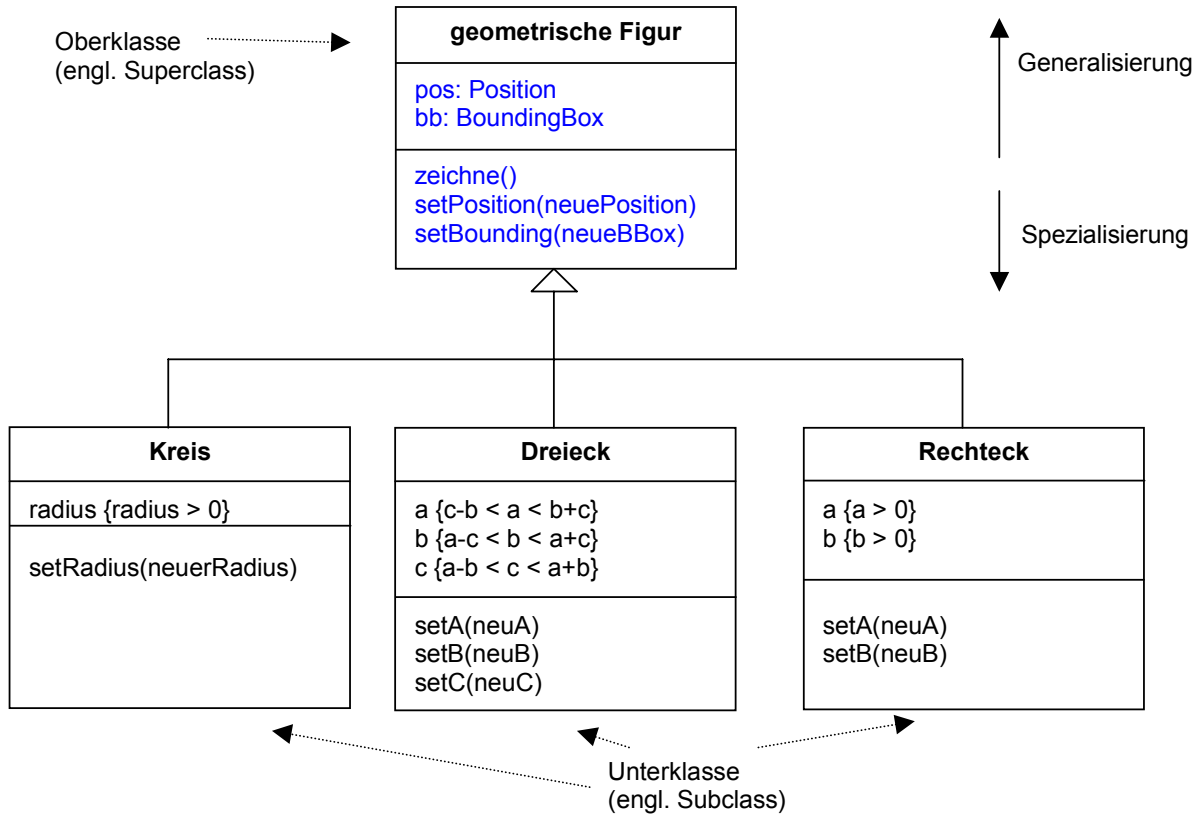 Oberklasse
(engl. Superclass)
geometrische Figur
pos: Position
bb: BoundingBox
zeichne()
setPosition(neuePosition)
setBounding(neueBBox)
Generalisierung
Spezialisierung
Kreis
radius {radius > 0}
setRadius(neuerRadius)
Dreieck
a {c-b < a < b+c}
b {a-c < b < a+c}
c {a-b < c < a+b}
setA(neuA)
setB(neuB)
setC(neuC)
Rechteck
a {a > 0}
b {b > 0}
setA(neuA)
setB(neuB)
Unterklasse
(engl. Subclass)